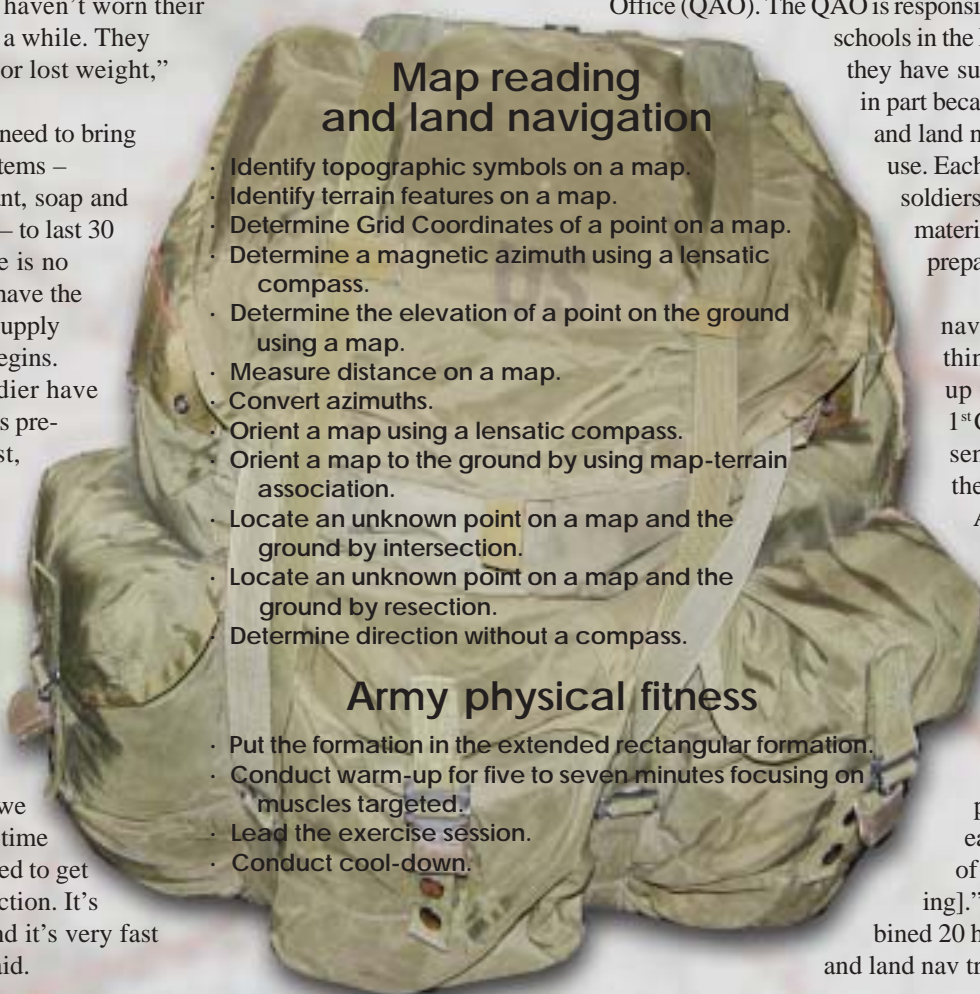 haven't worn their
a while. They
or lost weight,"
need to bring
tems –
nt, soap and
– to last 30
e is no
have the
upply
egins.
dier have
s pre-
st,
we
time
ed to get
ction. It's
nd it's very fast
aid.
Map reading
and land navigation
· Identify topographic symbols on a map.
· Identify terrain features on a map.
· Determine Grid Coordinates of a point on a map.
· Determine a magnetic azimuth using a lensatic
compass.
· Determine the elevation of a point on the ground
using a map.
· Measure distance on a map.
· Convert azimuths.
· Orient a map using a lensatic compass.
· Orient a map to the ground by using map-terrain
association.
· Locate an unknown point on a map and the
ground by intersection.
· Locate an unknown point on a map and the
ground by resection.
· Determine direction without a compass.
Army physical fitness
· Put the formation in the extended rectangular formation.
· Conduct warm-up for five to seven minutes focusing on
muscles targeted.
· Lead the exercise session.
· Conduct cool-down.
US
Office (QAO). The QAO is responsi
schools in the
they have su
in part beca
and land n
use. Each
soldiers
materi
prepa
nav
thin
up
1st
sen
the
A
p
ea
of
ing]."
bined 20 h
and land nav tr